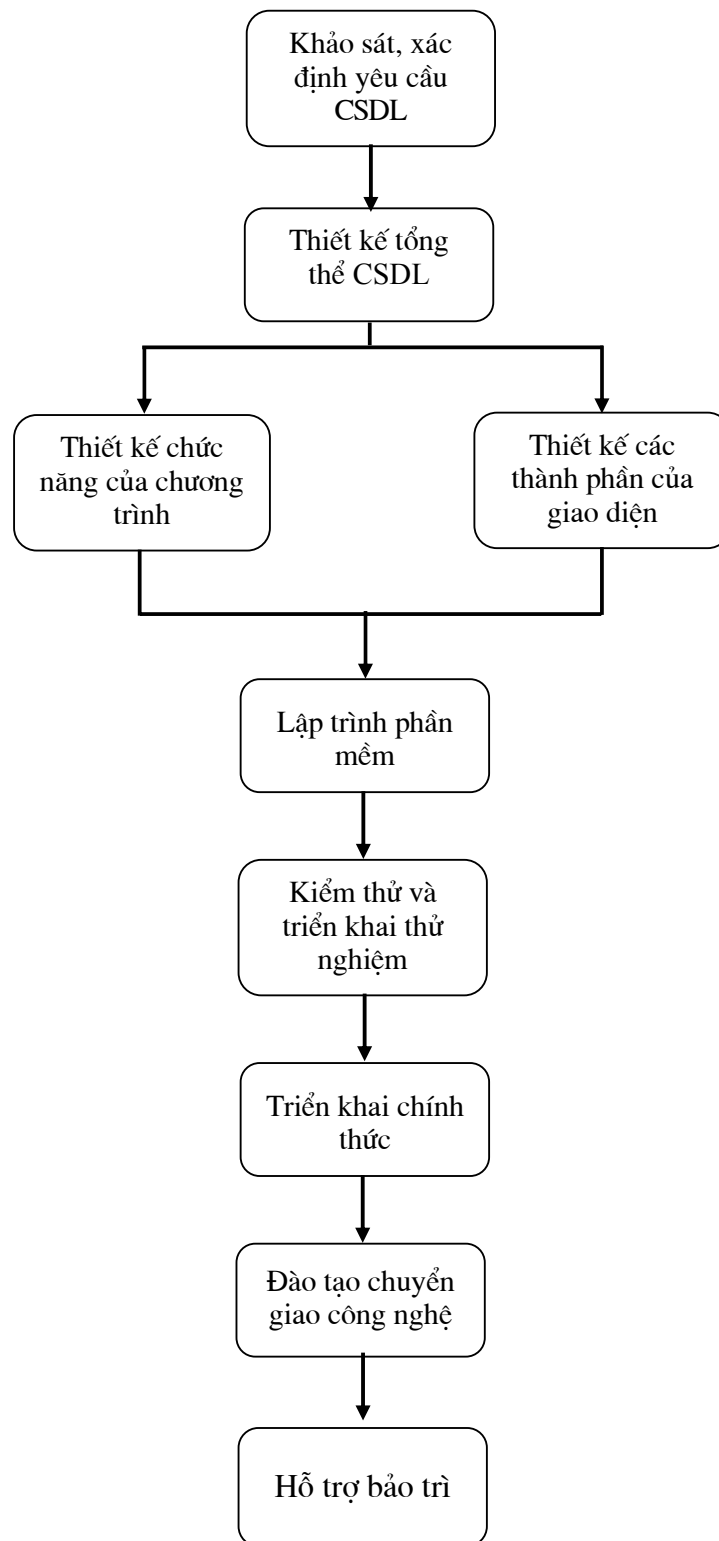 Khảo sát, xác
định yêu cầu
CSDL
Thiết kế tổng
thể CSDL
Thiết kế chức
năng của chương
trình
Thiết kế các
thành phần của
giao diện
Lập trình phần
mềm
Kiểm thử và
triển khai thử
nghiệm
Triển khai chính
thức
Đào tạo chuyển
giao công nghệ
Hỗ trợ bảo trì